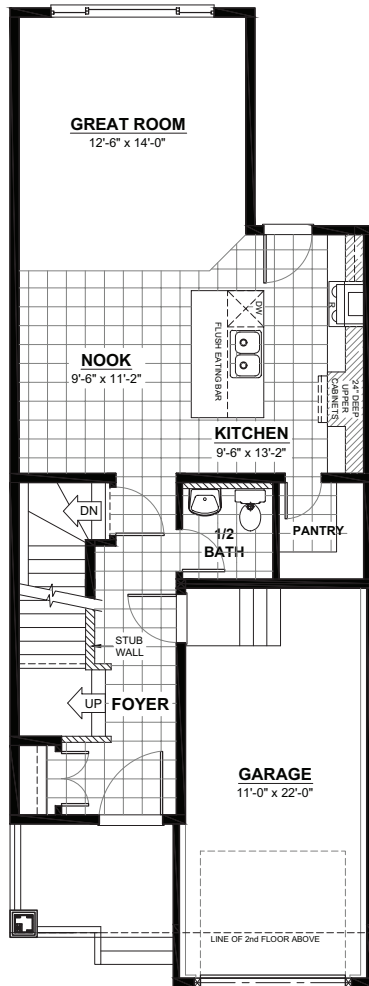 GREAT ROOM
12'-6" x 14'-0"
DW
FLUSH EATING BAR
R
NOOK
9'-6" x 11'-2"
24" DEEP
UPPER
CABINETS
KITCHEN
9'-6" x 13'-2"
DN
1/2
BATH
PANTRY
STUB
WALL
UP
FOYER
GARAGE
11'-0" x 22'-0"
LINE OF 2nd FLOOR ABOVE